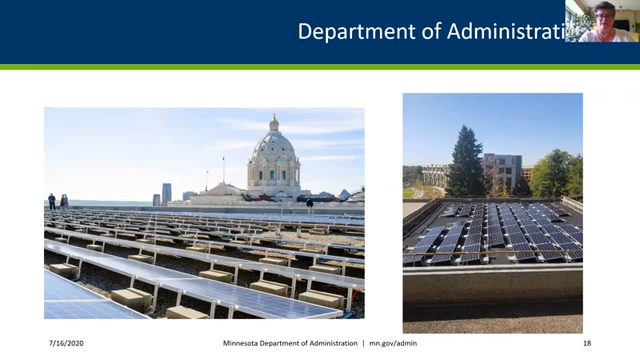 Department of Administrati
7/16/2020
Minnesota Department of Administration | mn.gov/admin
18